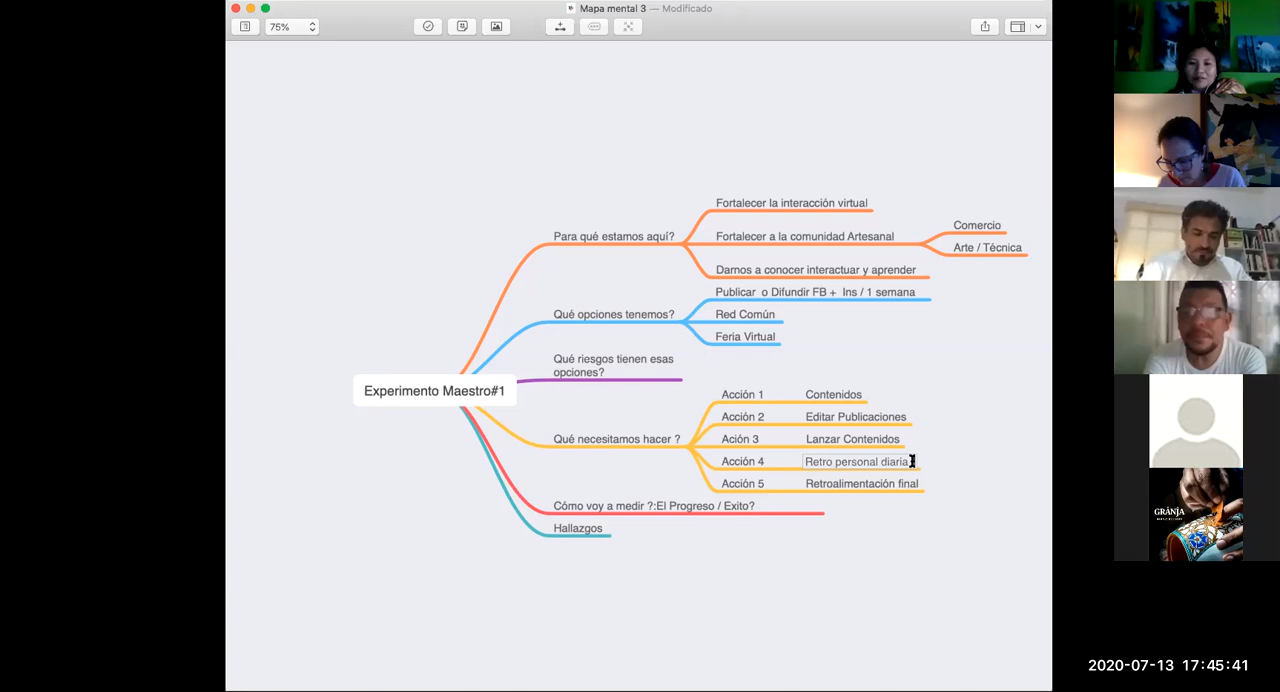 Mapa mental 3 — Modificado
75%
Fortalecer la interacción virtual
Comercio
Para qué estamos aquí?
Fortalecer a la comunidad Artesanal
Arte / Técnica
Darnos a conocer interactuar y aprender
Publicar o Difundir FB + Ins / 1 semana
Qué opciones tenemos?
Red Común
Feria Virtual
Qué riesgos tienen esas
opciones?
Experimento Maestro#1
Acción 1 Contenidos
Acción 2 Editar Publicaciones
Qué necesitamos hacer ?
Ación 3 Lanzar Contenidos
Acción 4 Retro personal diaria
Acción 5 Retroalimentación final
Cómo voy a medir ?:El Progreso / Exito?
Hallazgos
GRÁNJA
2020-07-13 17:45:41